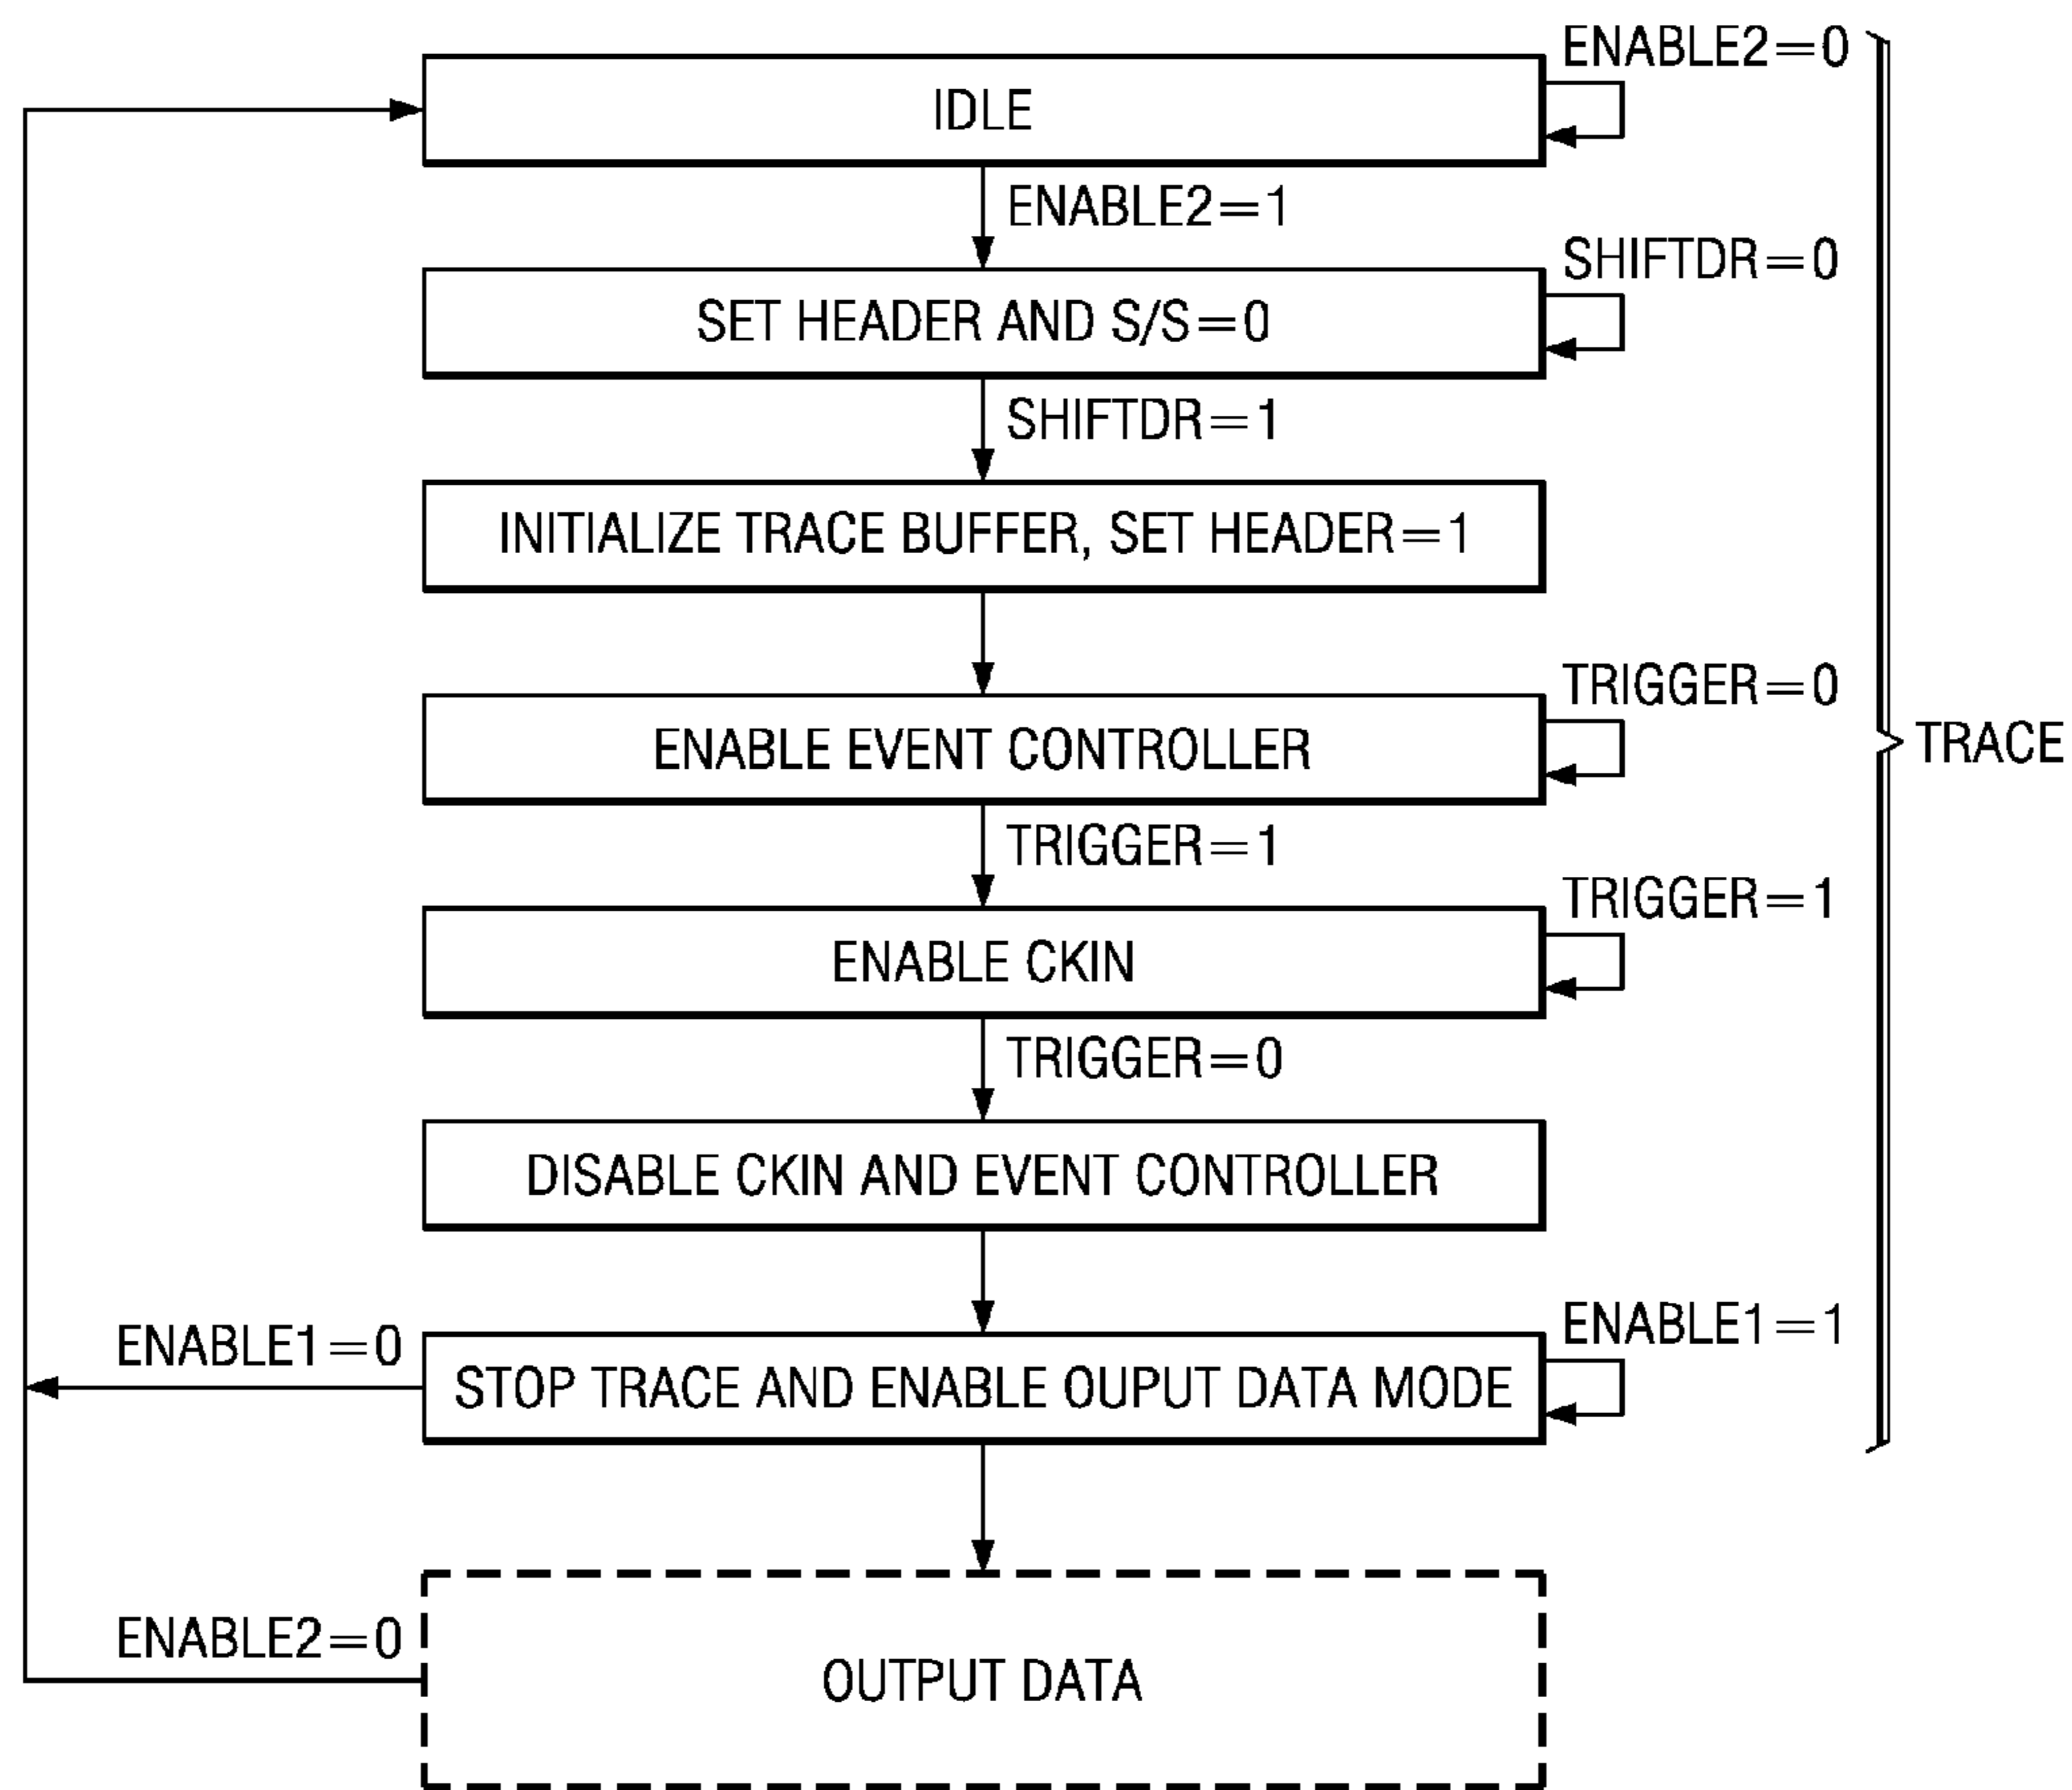 ENABLE2=0
IDLE
ENABLE2=1
SHIFTDR=0
SET HEADER AND S/S=0
SHIFTDR=1
INITIALIZE TRACE BUFFER, SET HEADER=1
TRIGGER=0
ENABLE EVENT CONTROLLER
TRACE
TRIGGER=1
TRIGGER=1
ENABLE CKIN
TRIGGER=0
DISABLE CKIN AND EVENT CONTROLLER
ENABLE1=1
ENABLE1=0
STOP TRACE AND ENABLE OUPUT DATA MODE
ENABLE2=0
OUTPUT DATA